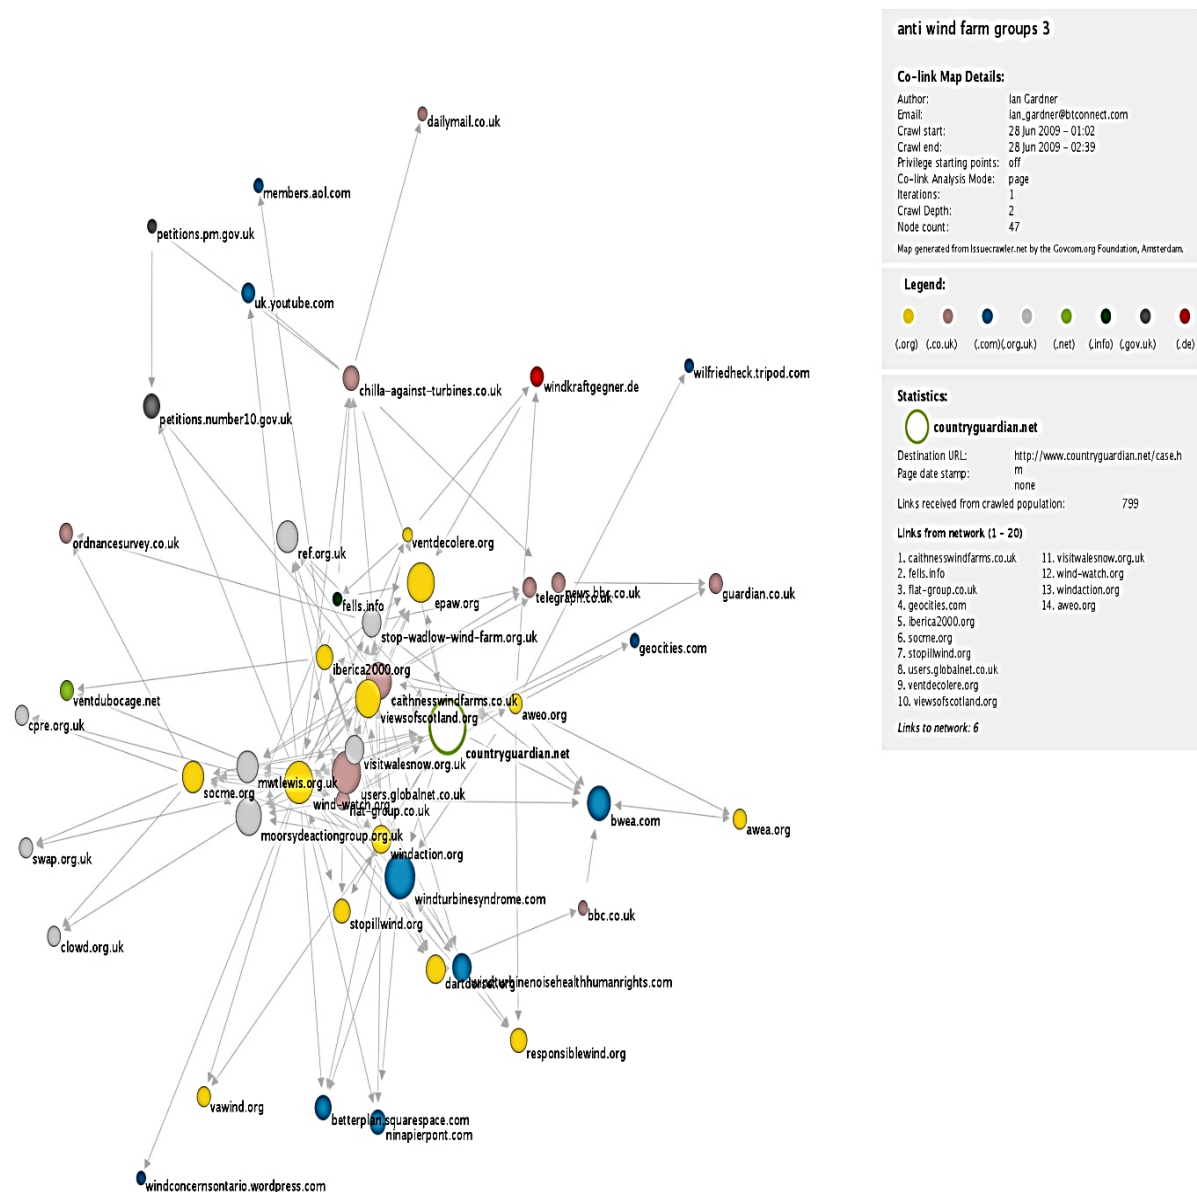 anti wind farm groups 3
Co-link Map Details:
Author: Ian Gardner
Email: ian_gardner@btconnect.com
Crawl start: 28 Jun 2009 - 01:02
Crawl end: 28 Jun 2009 - 02:39
Privilege starting points: off
Co-link Analysis Mode: page
Iterations: 1
Crawl Depth: 2
Node count: 47
Map generated from Issuecrawler.net by the Govcom.org Foundation, Amsterdam.
Legend:
(.org) (.co.uk) (.com) (.org.uk) (.net) (.info) (.gov.uk) (.de)
Statistics:
countryguardian.net
Destination URL: http://www.countryguardian.net/case.h
m
Page date stamp: none
Links received from crawled population: 799
Links from network (1 - 20)
1. caithnesswindfarms.co.uk
2. fells.info
3. flat-group.co.uk
4. geocities.com
5. iberica2000.org
6. socme.org
7. stopillwind.org
8. users.globalnet.co.uk
9. ventdecolere.org
10. viewsofscotland.org
11. visitwalesnow.org.uk
12. wind-watch.org
13. windaction.org
14. aweo.org
Links to network: 6
dailymail.co.uk
members.aol.com
petitions.pm.gov.uk
uk.youtube.com
chilla-against-turbines.co.uk
windkraftgegner.de
wilfriedheck.tripod.com
petitions.number10.gov.uk
ordnancesurvey.co.uk
ref.org.uk
ventdecolere.org
epaw.org
fells.info
telegraph.co.uk
news.bbc.co.uk
guardian.co.uk
stop-wadlow-wind-farm.org.uk
geocities.com
iberica2000.org
ventdubocage.net
caithnesswindfarms.co.uk
viewsofscotland.org
aweo.org
cpre.org.uk
countryguardian.net
visitwalesnow.org.uk
mwtlewis.org.uk
socme.org
users.globalnet.co.uk
wind-watch.org
flat-group.co.uk
bwea.com
awea.org
moorsydeactiongroup.org.uk
windaction.org
swap.org.uk
windturbinesyndrome.com
bbc.co.uk
stopillwind.org
clowd.org.uk
dartdorset.org
windturbinenoisehealthhumanrights.com
responsiblewind.org
vawind.org
betterplan.squarespace.com
ninapierpont.com
windconcernsontario.wordpress.com